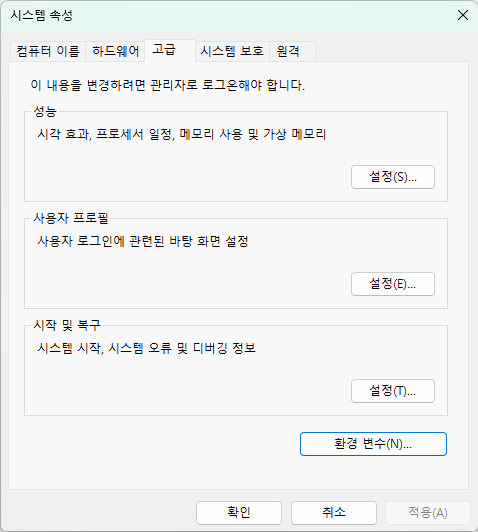 시스템 속성
컴퓨터 이름 하드웨어 고급 시스템 보호 원격
이 내용을 변경하려면 관리자로 로그온해야 합니다.
성능
시각 효과, 프로세서 일정, 메모리 사용 및 가상 메모리
설정(S)...
사용자 프로필
사용자 로그인에 관련된 바탕 화면 설정
설정(E)...
시작 및 복구
시스템 시작, 시스템 오류 및 디버깅 정보
설정(T)...
환경 변수(N)...
확인 취소 적용(A)